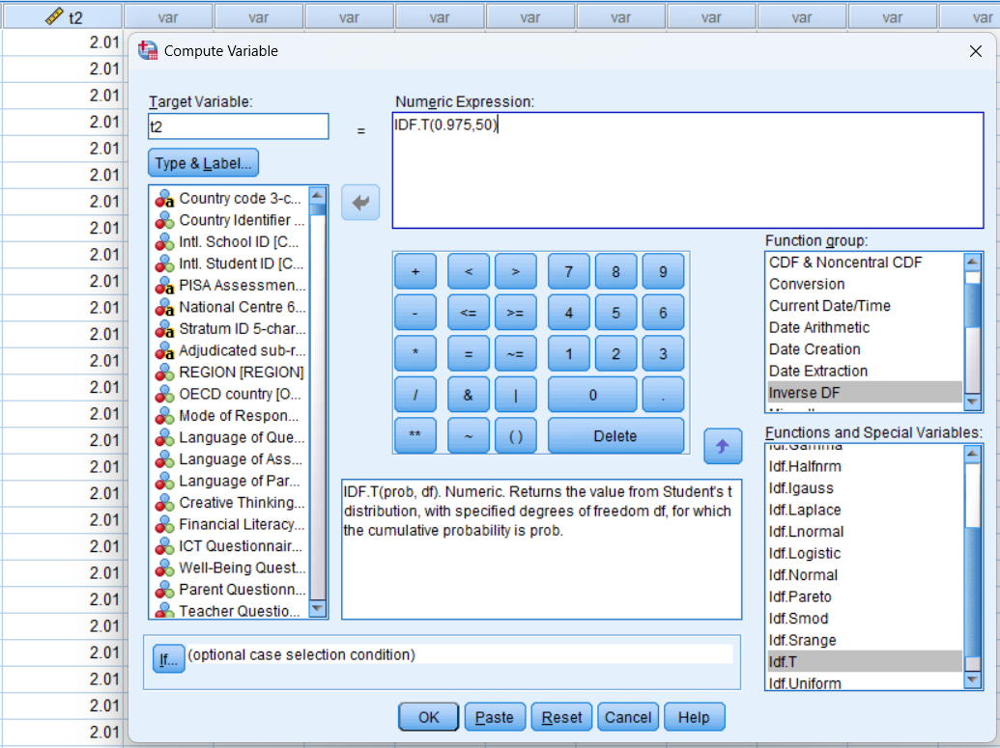 t2 var var var var var var var var var var
2.01
Compute Variable
2.01
2.01
Target Variable:
Numeric Expression:
2.01
t2
=
IDF.T(0.975,50)
2.01
Type & Label...
2.01
Country code 3-c...
2.01
Country Identifier ...
2.01
Intl. School ID [C...
Function group:
2.01
Intl. Student ID [C...
+ < > 7 8 9
CDF & Noncentral CDF
2.01
PISA Assessmen...
Conversion
2.01
National Centre 6...
- <= >= 4 5 6
Current Date/Time
2.01
Stratum ID 5-char...
Date Arithmetic
2.01
Adjudicated sub-r...
* = ~= 1 2 3
Date Creation
2.01
REGION [REGION]
Date Extraction
2.01
OECD country [O...
/ & | 0 .
Inverse DF
2.01
Mode of Respon...
2.01
Language of Que...
** ~ ( ) Delete
Functions and Special Variables:
2.01
Language of Ass...
Idf.Gamma
Idf.Halfnrm
2.01
Language of Par...
IDF.T(prob, df). Numeric. Returns the value from Student's t
Idf.Igauss
2.01
Creative Thinking...
distribution, with specified degrees of freedom df, for which
Idf.Laplace
2.01
Financial Literacy...
the cumulative probability is prob.
Idf.Lnormal
2.01
ICT Questionnair...
Idf.Logistic
2.01
Well-Being Quest...
Idf.Normal
2.01
Parent Questionn...
Idf.Pareto
2.01
Teacher Questio...
Idf.Smod
2.01
Idf.Srange
2.01
If...
(optional case selection condition)
Idf.T
2.01
Idf.Uniform
2.01
OK Paste Reset Cancel Help
2.01